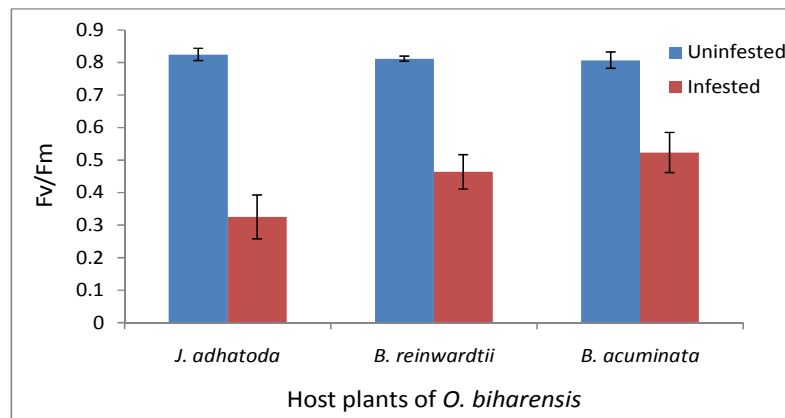 0.9
0.8
0.7
0.6
0.5
0.4
0.3
0.2
0.1
0
Fv/Fm
Uninfested
Infested
J. adhatoda B. reinwardtii B. acuminata
Host plants of O. biharensis